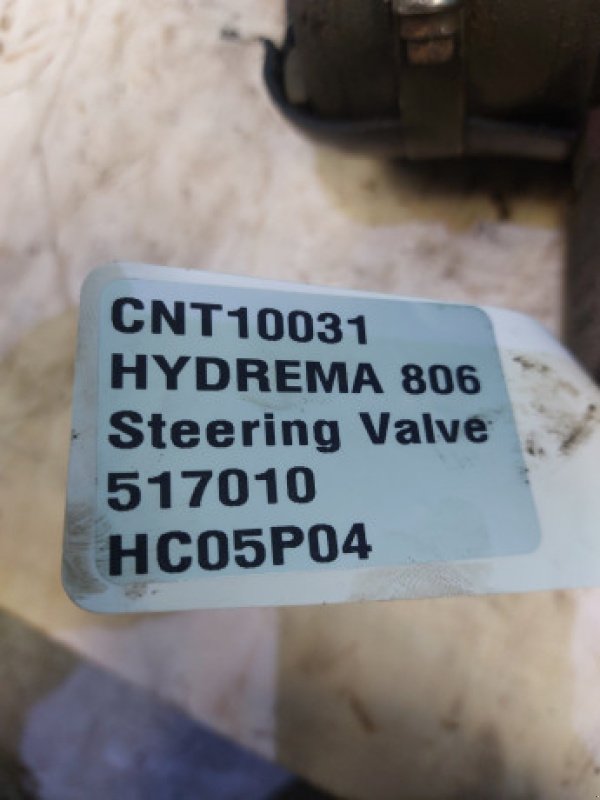 CNT10031
HYDREMA 806
Steering Valve
517010
HC05P04